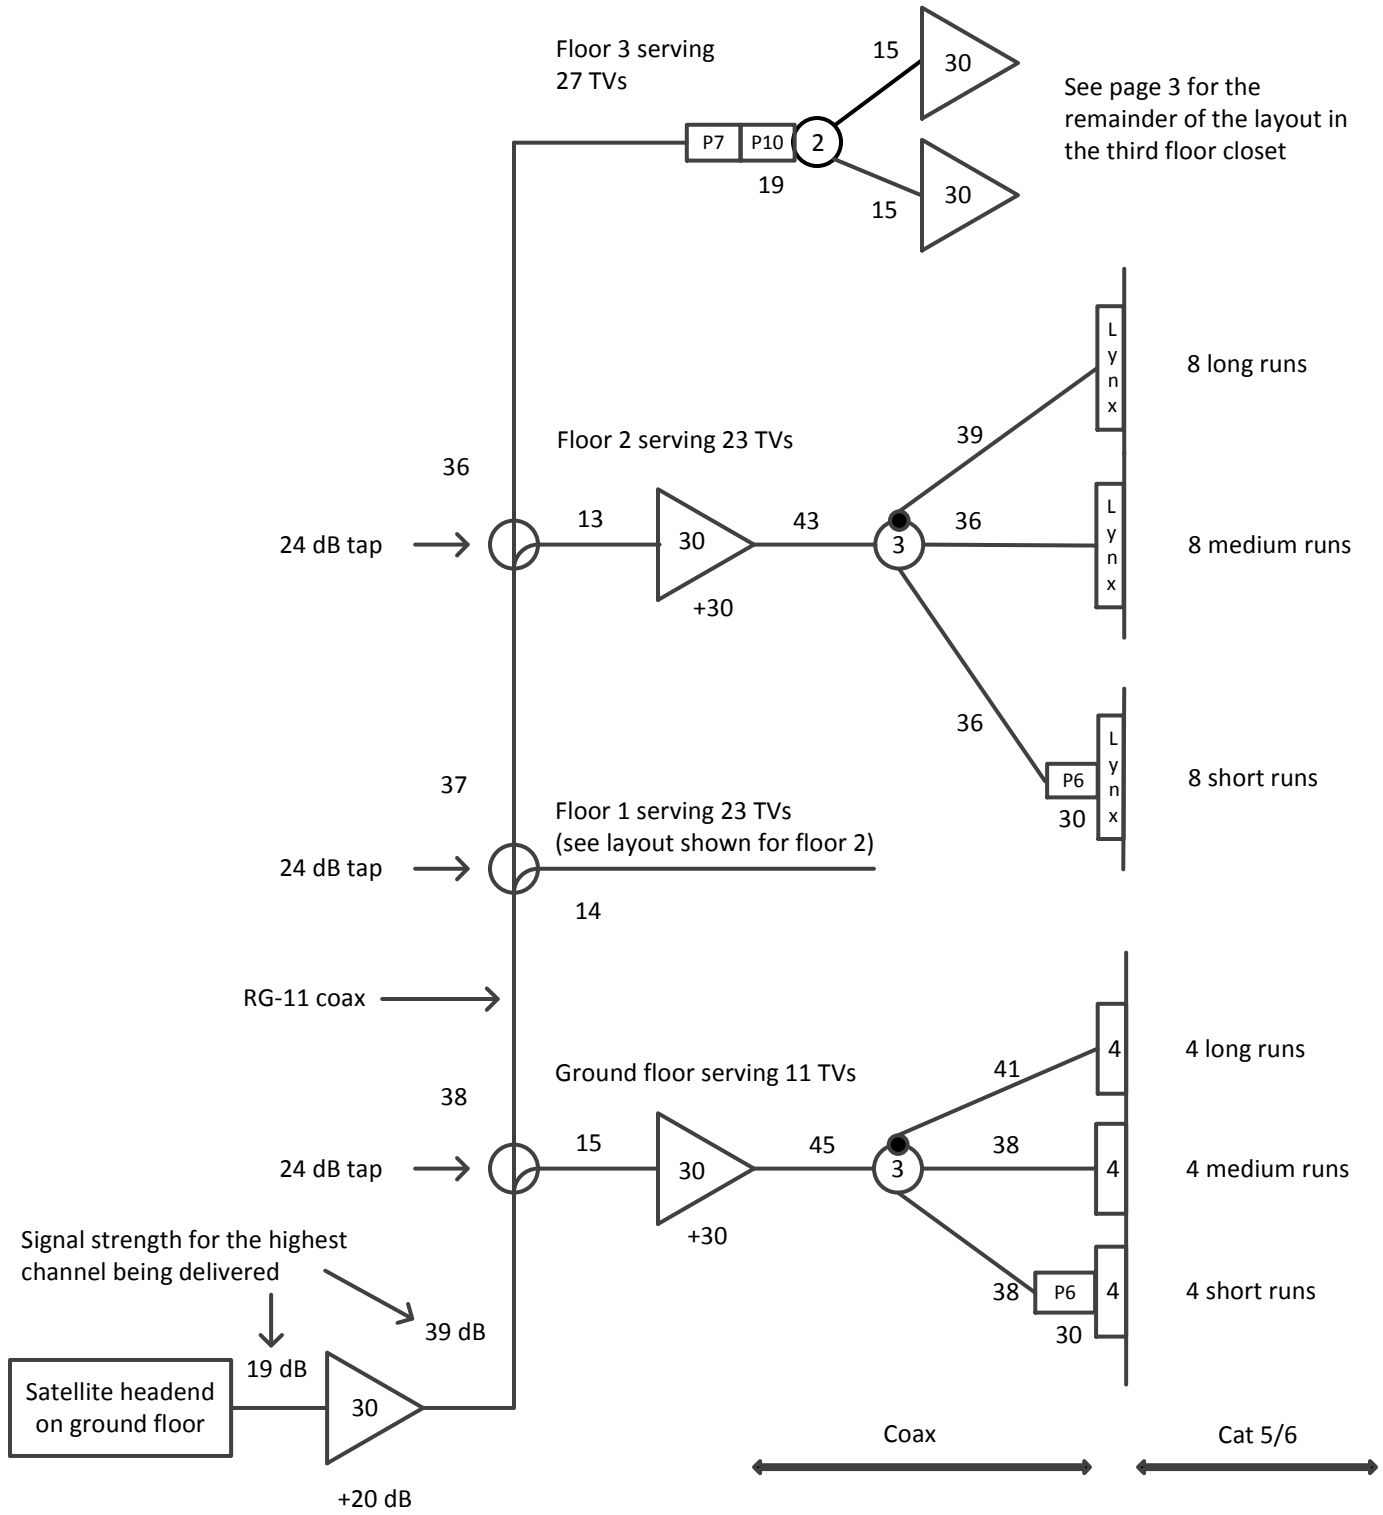 Floor 3 serving
27 TVs
15
30
See page 3 for the
remainder of the layout in
the third floor closet
P7
P10
2
19
15
30
L
y
n
x
8 long runs
39
Floor 2 serving 23 TVs
36
24 dB tap
13
30
+30
43
3
36
L
y
n
x
8 medium runs
36
P6
30
L
y
n
x
8 short runs
37
Floor 1 serving 23 TVs
(see layout shown for floor 2)
24 dB tap
14
RG-11 coax
38
Ground floor serving 11 TVs
41
4
4 long runs
24 dB tap
15
30
+30
45
3
38
4
4 medium runs
38
P6
30
4
4 short runs
Signal strength for the highest
channel being delivered
39 dB
19 dB
Satellite headend
on ground floor
30
+20 dB
Coax
Cat 5/6